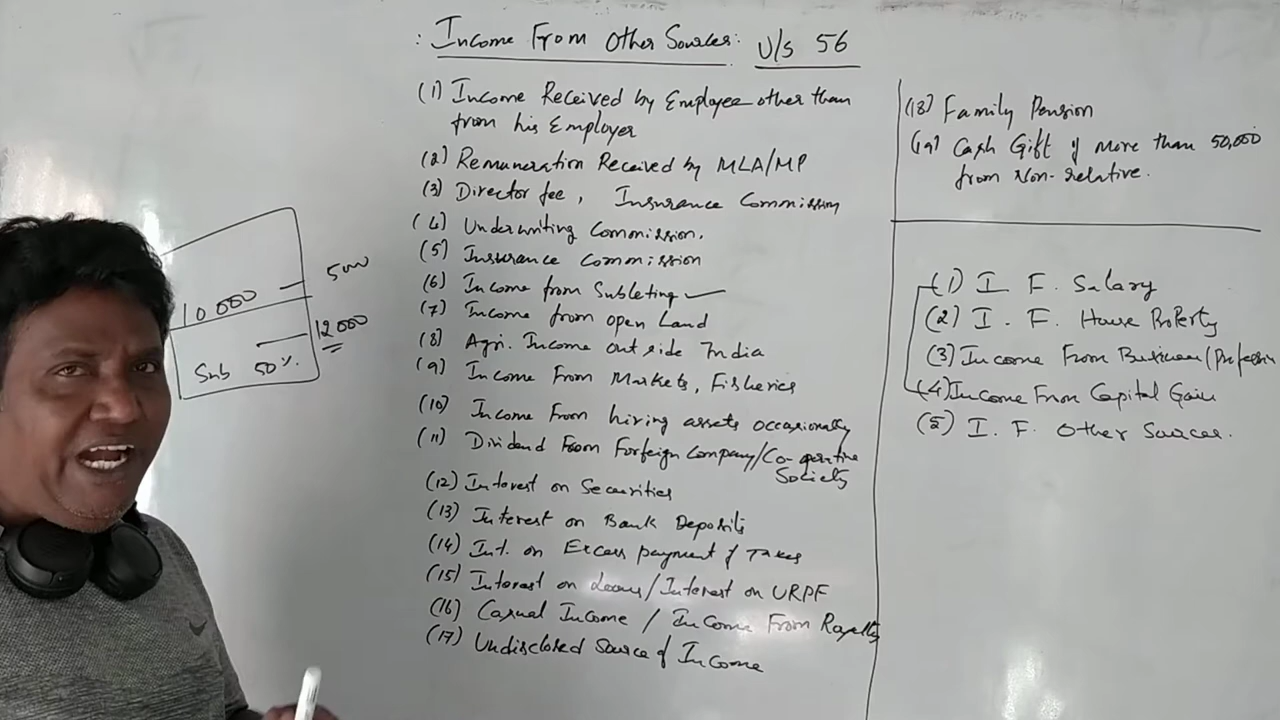 : Income From Other Sources: U/s 56
(1) Income Received by Employee other than
from his Employer
(2) Remuneration Received by MLA/MP
(3) Director fee, Insurance Commission
(4) Underwriting Commission.
(5) Insurance Commission
(6) Income from Subleting
(7) Income from open Land
(8) Agri. Income out side India
(9) Income From Markets, Fisheries
(10) Income From hiring assets occasionally
(11) Dividend From Forfeign Company/Co-operative
Society
(12) Interest on Securities
(13) Interest on Bank Deposits
(14) Int. on Excess payment of Taxes
(15) Interest on Loans/Interest on URPF
(16) Casual Income / Income From Royalty
(17) Undisclosed Source of Income
(18) Family Pension
(19) Cash Gift if more than 50,000
from Non-relative.
(1) I F. Salary
(2) I. F. House Property
(3) Income From Business (Profession
(4) Income From Capital Gain
(5) I. F. Other Sources.
5000
10000
12000
Sub 50%.